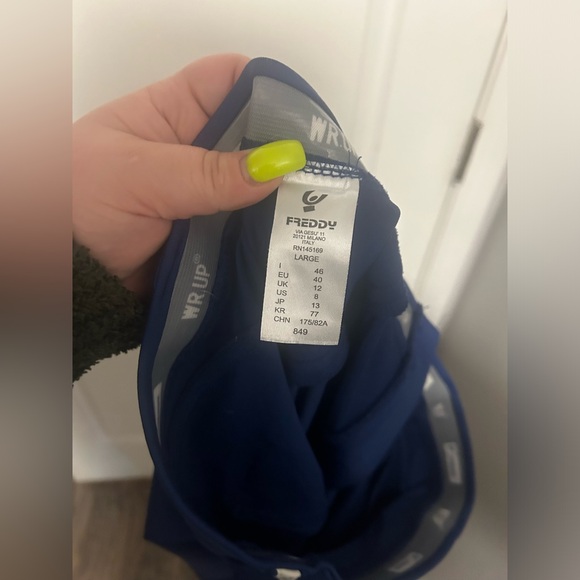 WR.UP
FREDDY
VIA GESU' 11
20121 MILANO
ITALY
RN145169
LARGE
I 46
EU 40
UK 12
US 8
JP 13
KR 77
CHN 175/82A
849
WR.UP®